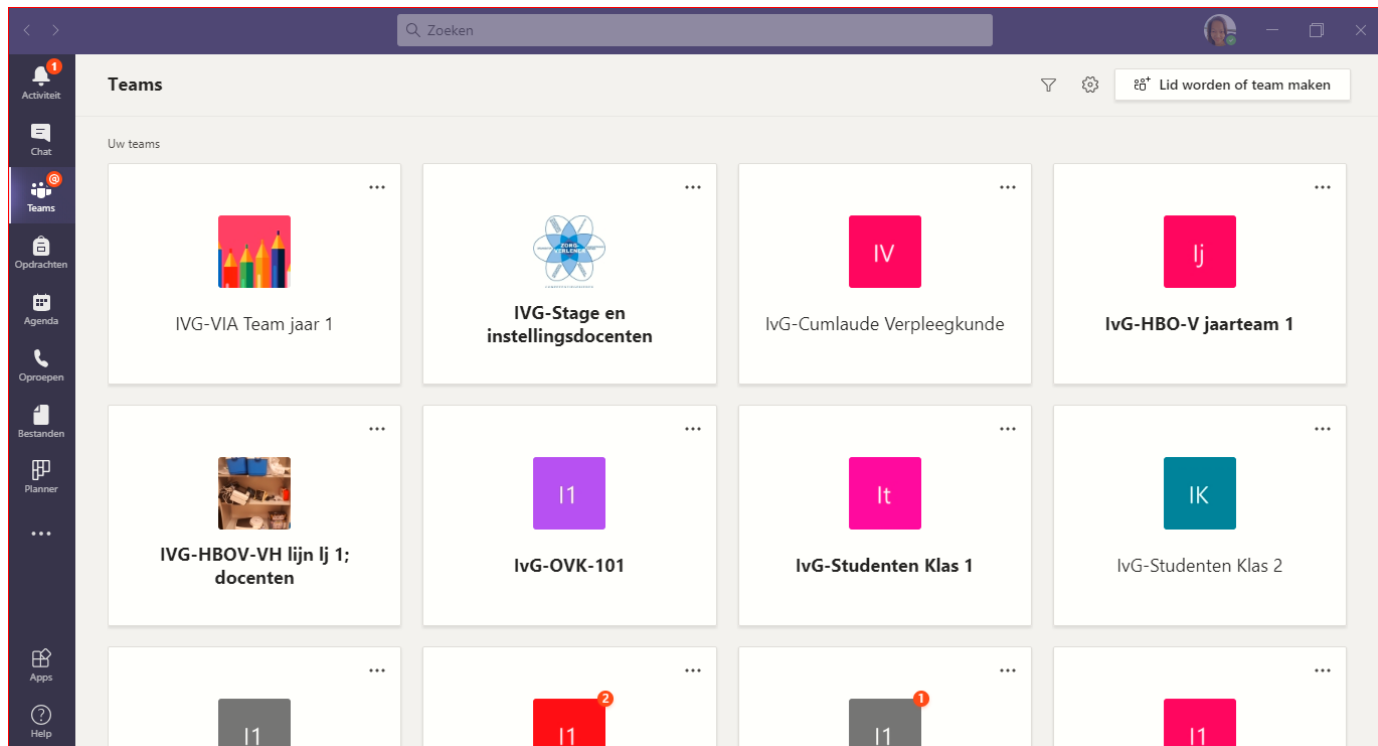 Zoeken
1
Activiteit
Chat
@
Teams
Opdrachten
Agenda
Oproepen
Bestanden
Planner
Apps
Help
Teams
Lid worden of team maken
Uw teams
IVG-VIA Team jaar 1
ZORG
VERLENER
IVG-Stage en
instellingsdocenten
IV
IvG-Cumlaude Verpleegkunde
Ij
IvG-HBO-V jaarteam 1
IVG-HBOV-VH lijn lj 1;
docenten
I1
IvG-OVK-101
It
IvG-Studenten Klas 1
IK
IvG-Studenten Klas 2
I1
2
I1
1
I1
I1